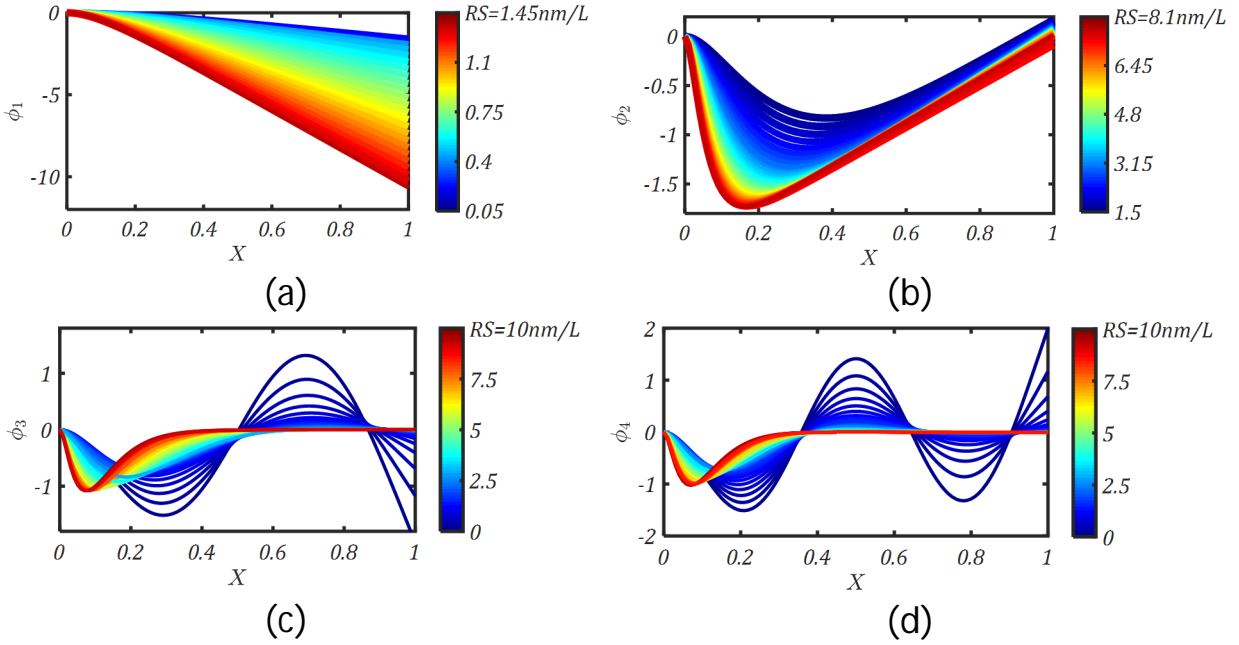 RS=1.45nm/L
1.1
0.75
0.4
0.05
0
-5
-10
ϕ1
0 0.2 0.4 0.6 0.8 1
X
(a)
RS=8.1nm/L
6.45
4.8
3.15
1.5
0
-0.5
-1
-1.5
ϕ2
0 0.2 0.4 0.6 0.8 1
X
(b)
RS=10nm/L
7.5
5
2.5
0
1
0
-1
ϕ3
0 0.2 0.4 0.6 0.8 1
X
(c)
RS=10nm/L
7.5
5
2.5
0
2
1
0
-1
-2
ϕ4
0 0.2 0.4 0.6 0.8 1
X
(d)